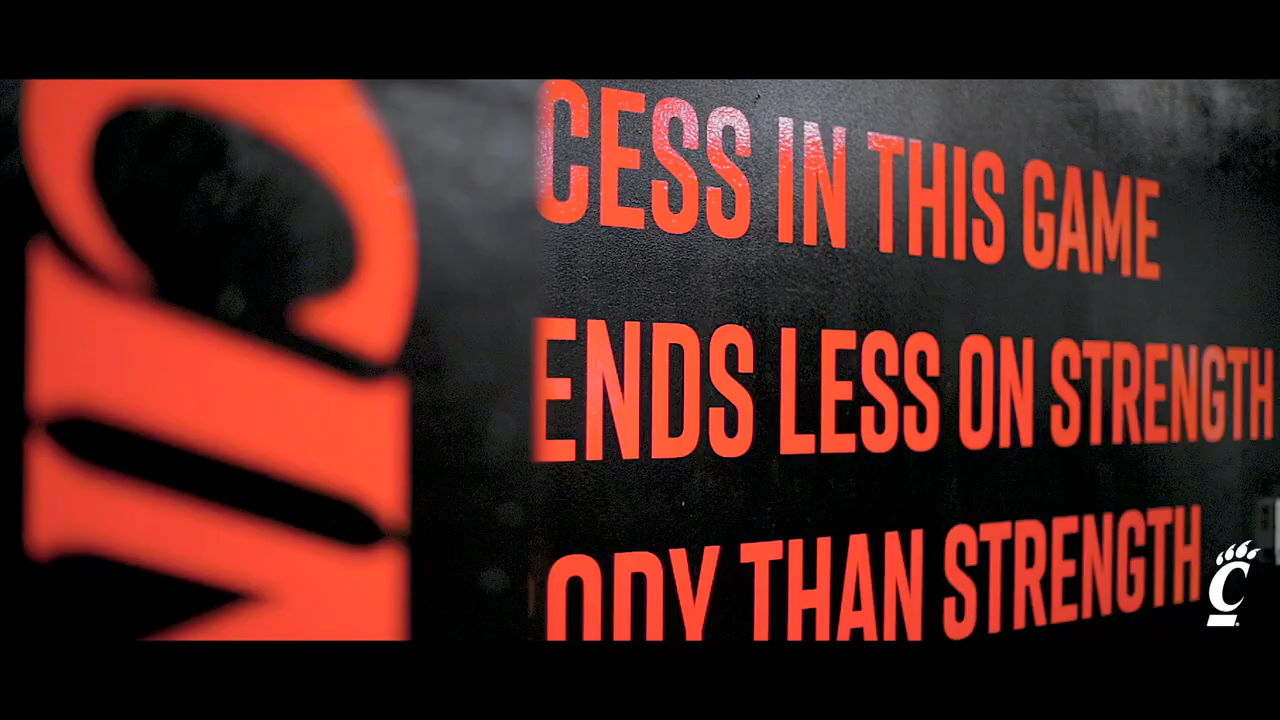 CESS IN THIS GAME
ENDS LESS ON STRENGTH
ODY THAN STRENGTH
C